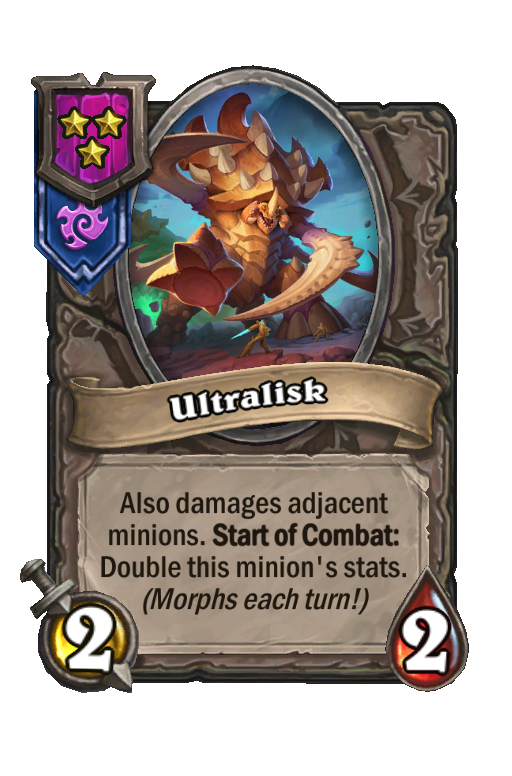 Ultralisk
Also damages adjacent
minions. Start of Combat:
Double this minion's stats.
(Morphs each turn!)
2
2